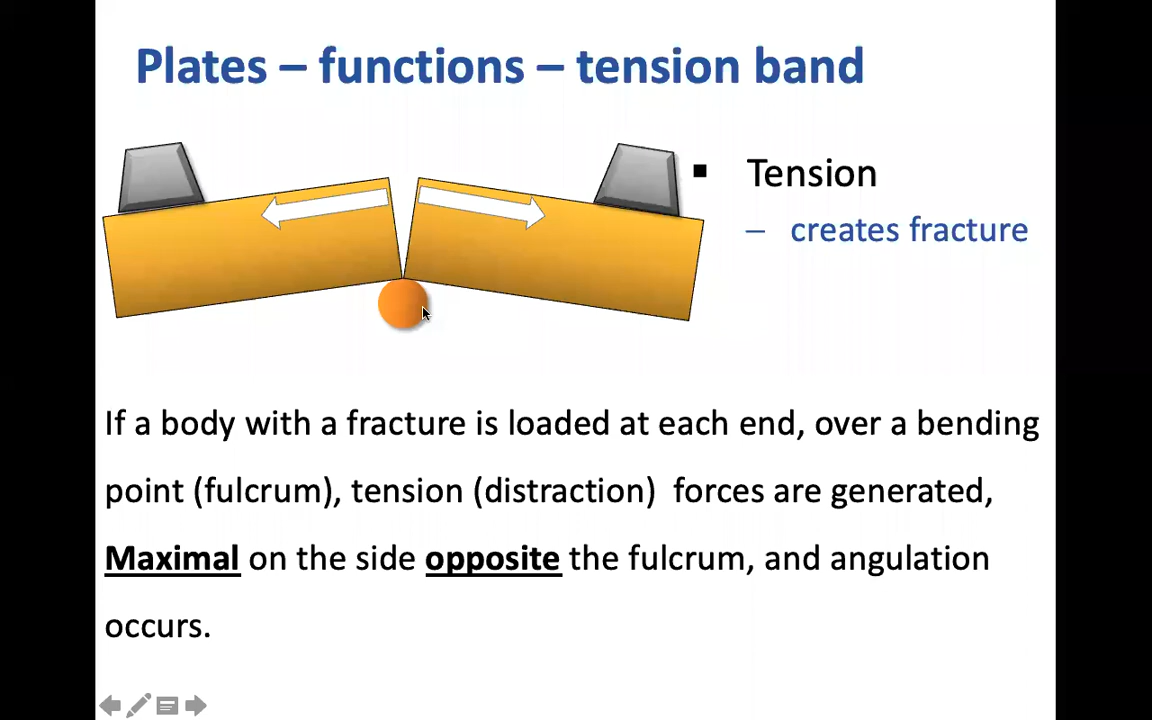 Plates – functions – tension band
▪ Tension
– creates fracture
If a body with a fracture is loaded at each end, over a bending
point (fulcrum), tension (distraction) forces are generated,
Maximal on the side opposite the fulcrum, and angulation
occurs.